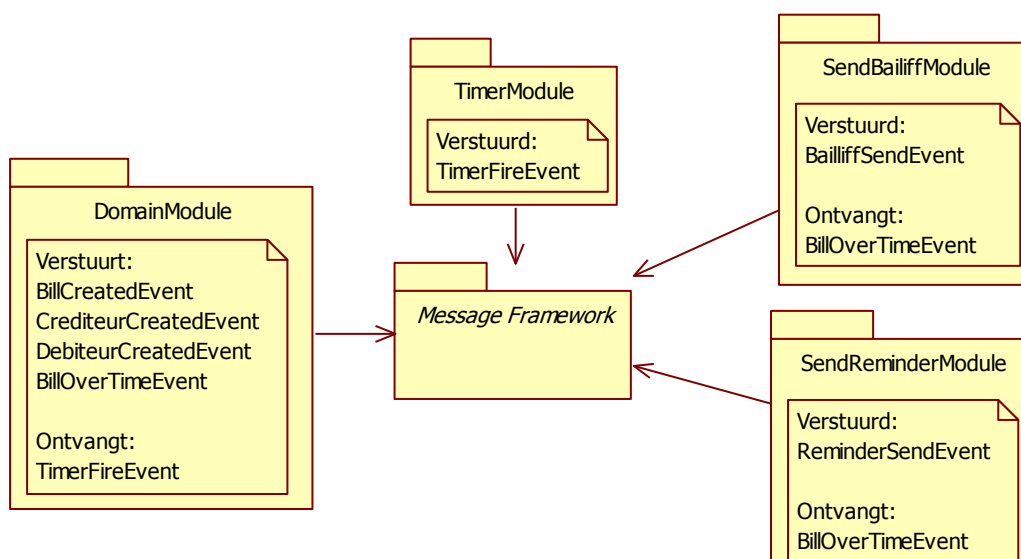 TimerModule
Verstuurd:
TimerFireEvent
SendBailiffModule
Verstuurd:
BailliffSendEvent
Ontvangt:
BillOverTimeEvent
DomainModule
Verstuurt:
BillCreatedEvent
CrediteurCreatedEvent
DebiteurCreatedEvent
BillOverTimeEvent
Ontvangt:
TimerFireEvent
Message Framework
SendReminderModule
Verstuurd:
ReminderSendEvent
Ontvangt:
BillOverTimeEvent